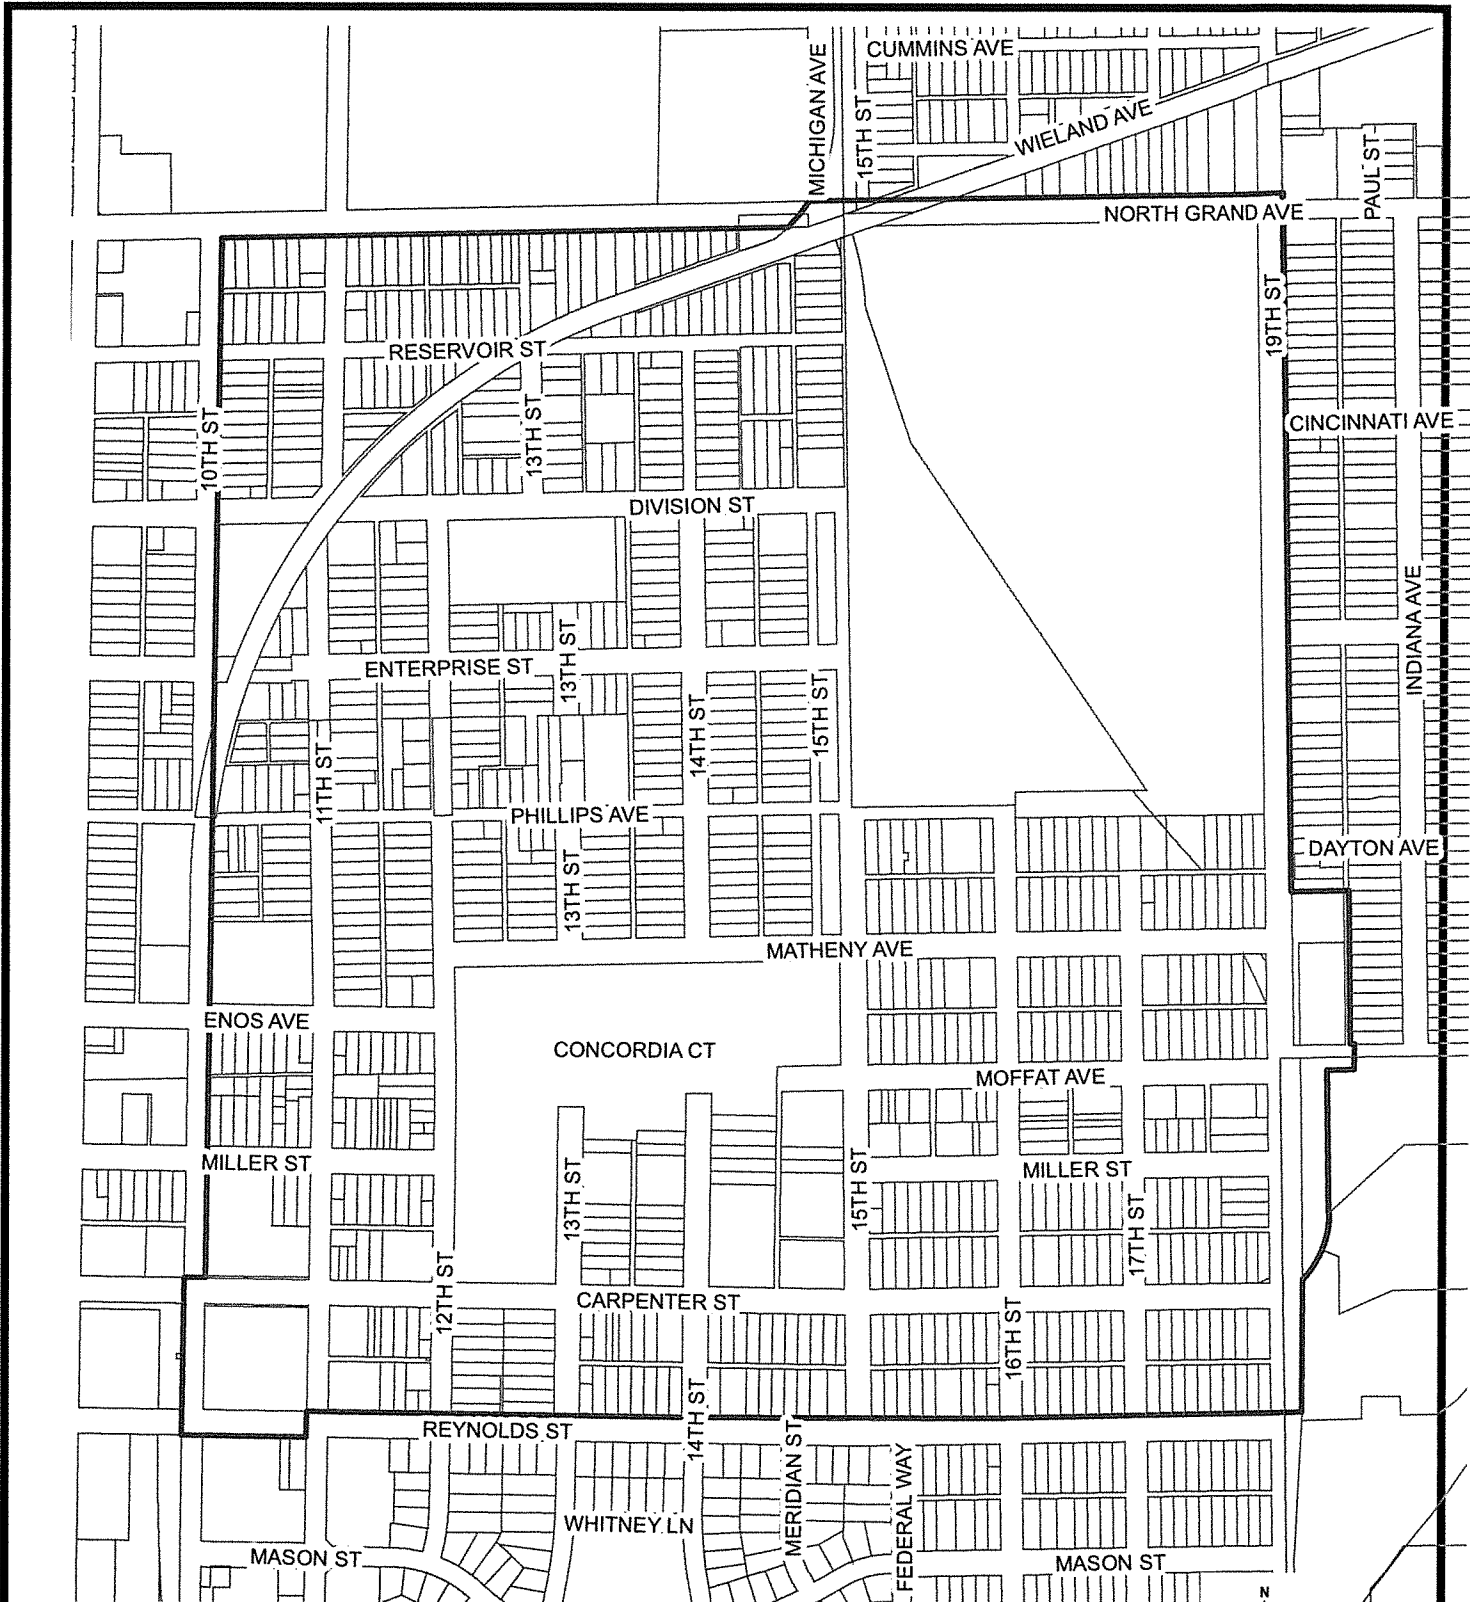 CUMMINS AVE
MICHIGAN AVE
15TH ST
WIELAND AVE
PAUL ST
NORTH GRAND AVE
19TH ST
RESERVOIR ST
10TH ST
13TH ST
CINCINNATI AVE
DIVISION ST
INDIANA AVE
13TH ST
ENTERPRISE ST
14TH ST
15TH ST
11TH ST
PHILLIPS AVE
DAYTON AVE
13TH ST
MATHENY AVE
ENOS AVE
CONCORDIA CT
MOFFAT AVE
MILLER ST
13TH ST
15TH ST
MILLER ST
17TH ST
12TH ST
CARPENTER ST
16TH ST
14TH ST
REYNOLDS ST
MERIDIAN ST
FEDERAL WAY
WHITNEY LN
MASON ST
MASON ST
N